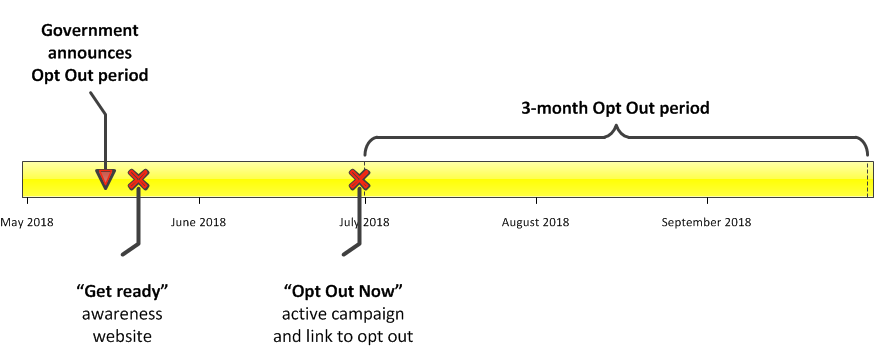 Government
announces
Opt Out period
3-month Opt Out period
May 2018
June 2018
July 2018
August 2018
September 2018
“Get ready”
awareness
website
“Opt Out Now”
active campaign
and link to opt out